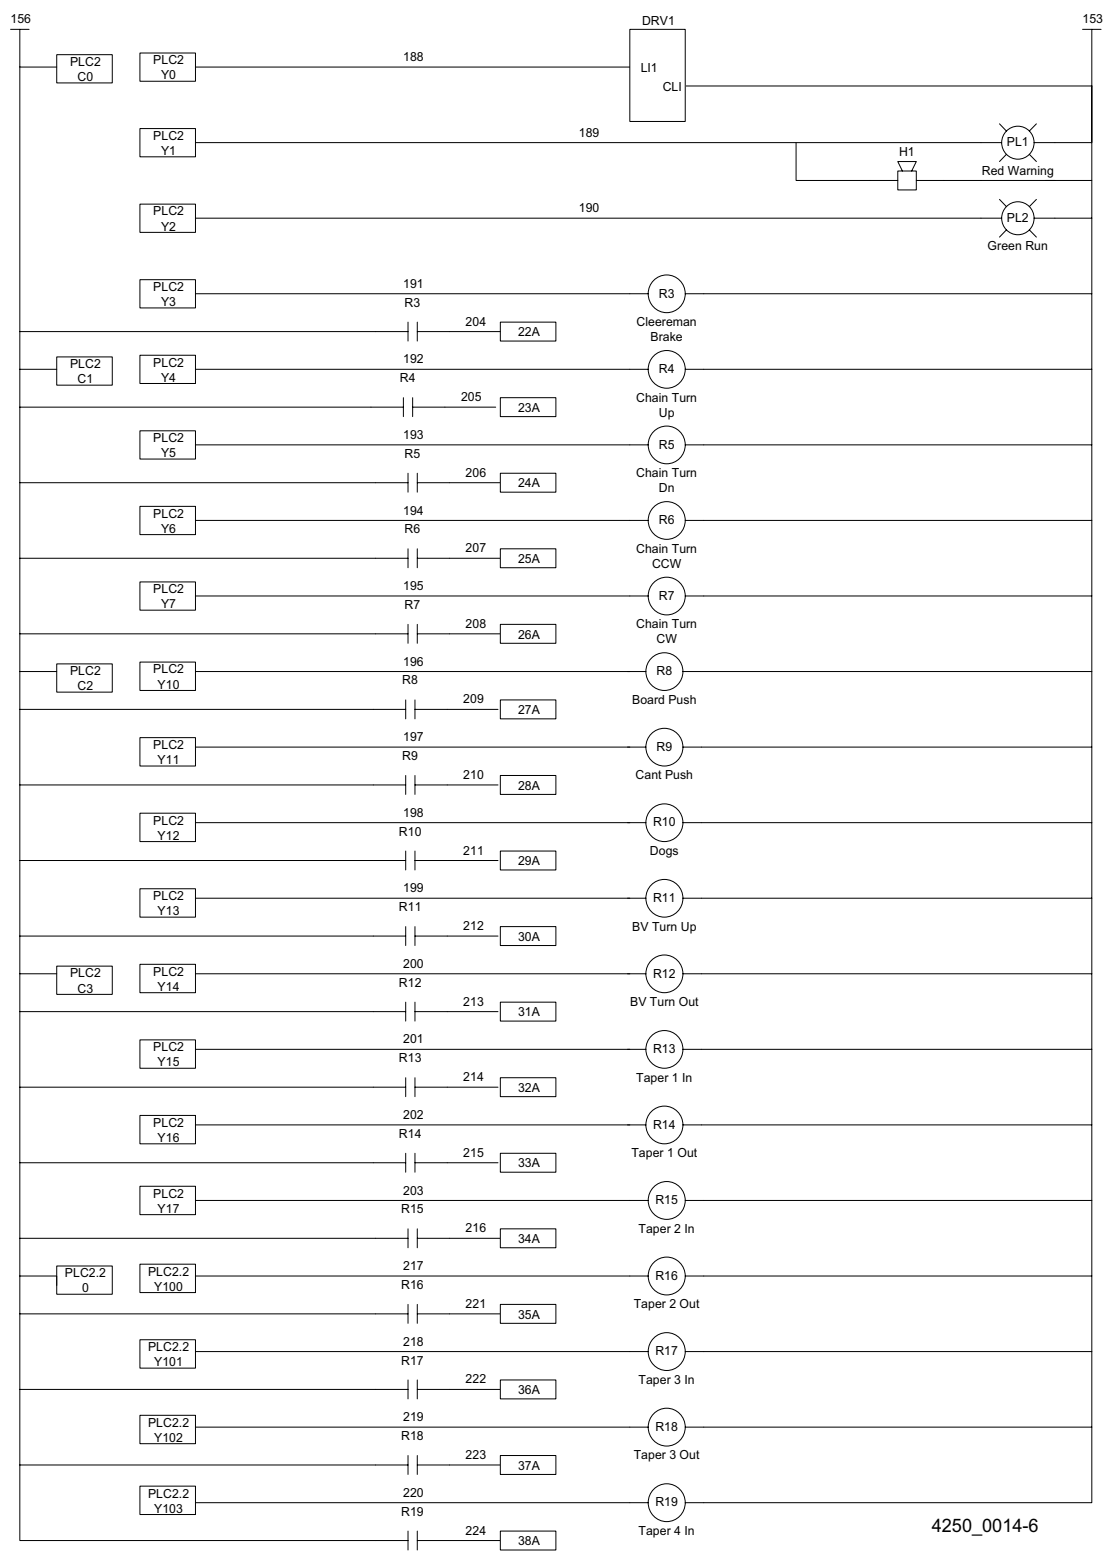 156
153
DRV1
PLC2
C0
PLC2
Y0
188
LI1
CLI
PLC2
Y1
189
PL1
Red Warning
H1
PLC2
Y2
190
PL2
Green Run
PLC2
Y3
191
R3
R3
Cleereman
Brake
204
22A
PLC2
C1
PLC2
Y4
192
R4
R4
Chain Turn
Up
205
23A
PLC2
Y5
193
R5
R5
Chain Turn
Dn
206
24A
PLC2
Y6
194
R6
R6
Chain Turn
CCW
207
25A
PLC2
Y7
195
R7
R7
Chain Turn
CW
208
26A
PLC2
C2
PLC2
Y10
196
R8
R8
Board Push
209
27A
PLC2
Y11
197
R9
R9
Cant Push
210
28A
PLC2
Y12
198
R10
R10
Dogs
211
29A
PLC2
Y13
199
R11
R11
BV Turn Up
212
30A
PLC2
C3
PLC2
Y14
200
R12
R12
BV Turn Out
213
31A
PLC2
Y15
201
R13
R13
Taper 1 In
214
32A
PLC2
Y16
202
R14
R14
Taper 1 Out
215
33A
PLC2
Y17
203
R15
R15
Taper 2 In
216
34A
PLC2.2
0
PLC2.2
Y100
217
R16
R16
Taper 2 Out
221
35A
PLC2.2
Y101
218
R17
R17
Taper 3 In
222
36A
PLC2.2
Y102
219
R18
R18
Taper 3 Out
223
37A
PLC2.2
Y103
220
R19
R19
Taper 4 In
224
38A
4250_0014-6